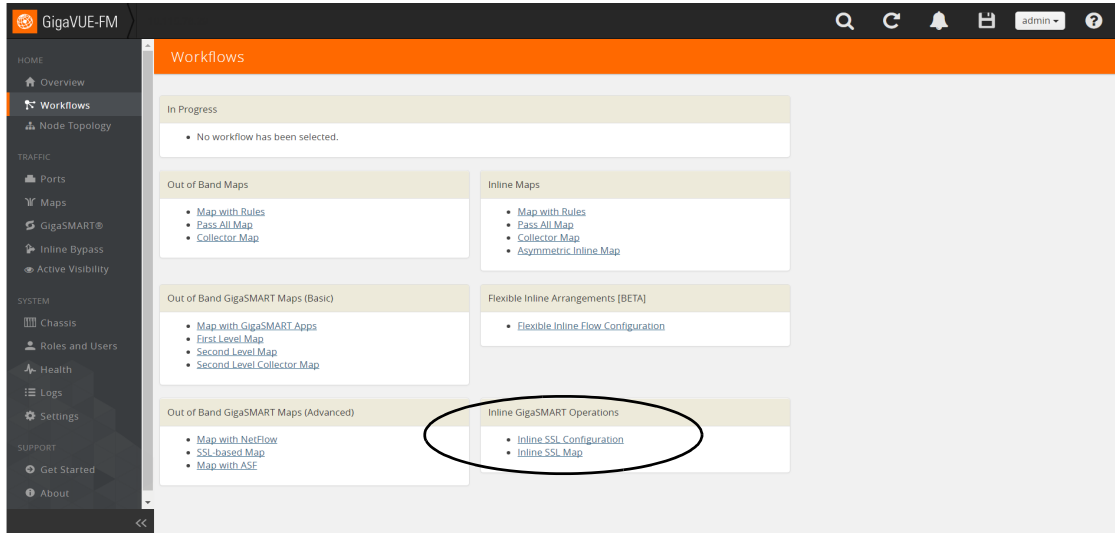 GigaVUE-FM
admin
HOME
Overview
Workflows
Node Topology
TRAFFIC
Ports
Maps
GigaSMART®
Inline Bypass
Active Visibility
SYSTEM
Chassis
Roles and Users
Health
Logs
Settings
SUPPORT
Get Started
About
Workflows
In Progress
No workflow has been selected.
Out of Band Maps
Map with Rules
Pass All Map
Collector Map
Inline Maps
Map with Rules
Pass All Map
Collector Map
Asymmetric Inline Map
Out of Band GigaSMART Maps (Basic)
Map with GigaSMART Apps
First Level Map
Second Level Map
Second Level Collector Map
Flexible Inline Arrangements [BETA]
Flexible Inline Flow Configuration
Out of Band GigaSMART Maps (Advanced)
Map with NetFlow
SSL-based Map
Map with ASF
Inline GigaSMART Operations
Inline SSL Configuration
Inline SSL Map